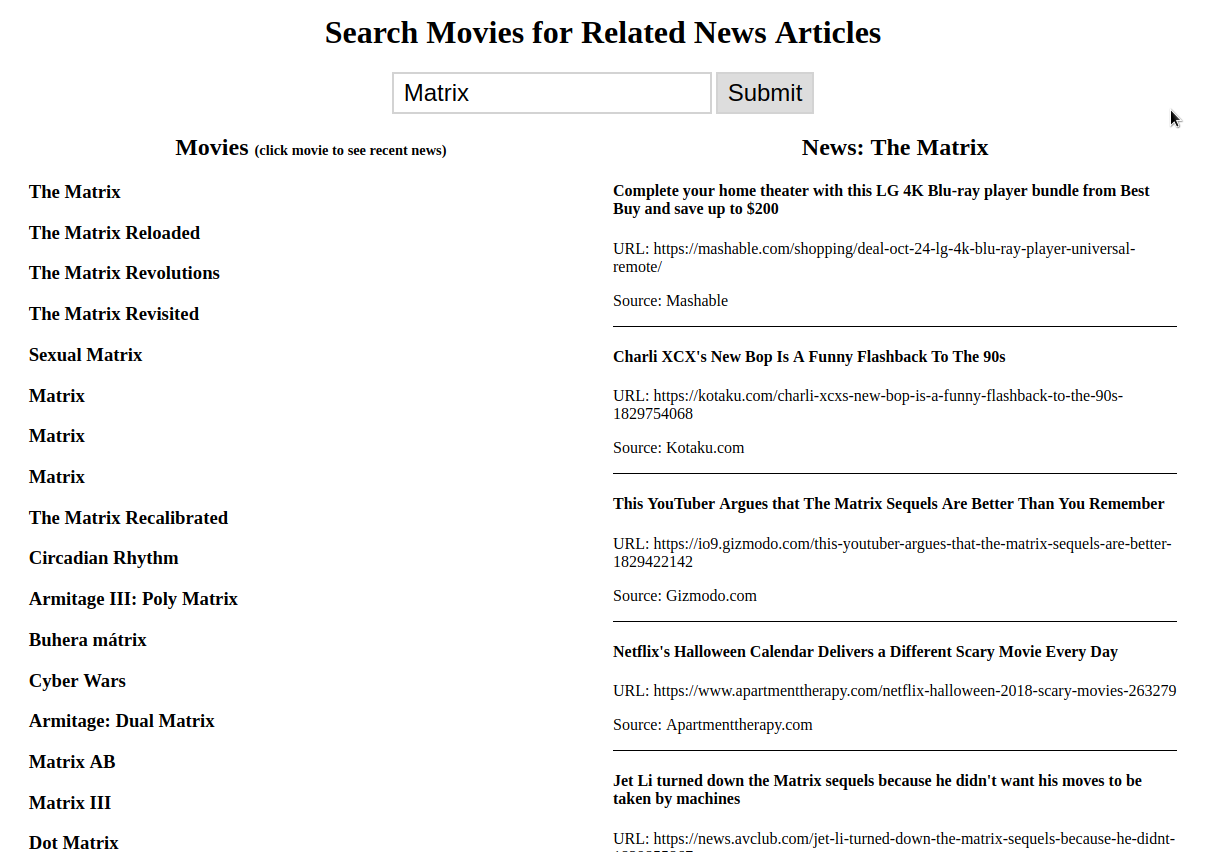 Search Movies for Related News Articles
Matrix
Submit
Movies (click movie to see recent news)
The Matrix
The Matrix Reloaded
The Matrix Revolutions
The Matrix Revisited
Sexual Matrix
Matrix
Matrix
Matrix
The Matrix Recalibrated
Circadian Rhythm
Armitage III: Poly Matrix
Buhera mátrix
Cyber Wars
Armitage: Dual Matrix
Matrix AB
Matrix III
Dot Matrix
News: The Matrix
Complete your home theater with this LG 4K Blu-ray player bundle from Best
Buy and save up to $200
URL: https://mashable.com/shopping/deal-oct-24-lg-4k-blu-ray-player-universal-
remote/
Source: Mashable
Charli XCX's New Bop Is A Funny Flashback To The 90s
URL: https://kotaku.com/charli-xcxs-new-bop-is-a-funny-flashback-to-the-90s-
1829754068
Source: Kotaku.com
This YouTuber Argues that The Matrix Sequels Are Better Than You Remember
URL: https://io9.gizmodo.com/this-youtuber-argues-that-the-matrix-sequels-are-better-
1829422142
Source: Gizmodo.com
Netflix's Halloween Calendar Delivers a Different Scary Movie Every Day
URL: https://www.apartmenttherapy.com/netflix-halloween-2018-scary-movies-263279
Source: Apartmenttherapy.com
Jet Li turned down the Matrix sequels because he didn't want his moves to be
taken by machines
URL: https://news.avclub.com/jet-li-turned-down-the-matrix-sequels-because-he-didnt-